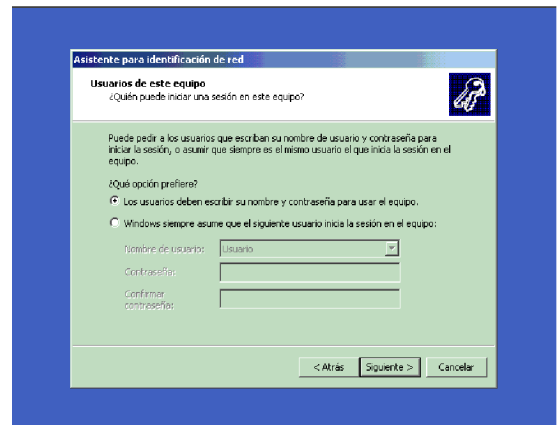 Asistente para identificación de red
Usuarios de este equipo
¿Quién puede iniciar una sesión en este equipo?
Puede pedir a los usuarios que escriban su nombre de usuario y contraseña para
iniciar la sesión, o asumir que siempre es el mismo usuario el que inicia la sesión en el
equipo.
¿Qué opción prefiere?
Los usuarios deben escribir su nombre y contraseña para usar el equipo.
Windows siempre asume que el siguiente usuario inicia la sesión en el equipo:
Nombre de usuario: Usuario
Contraseña:
Confirmar
contraseña:
< Atrás Siguiente > Cancelar